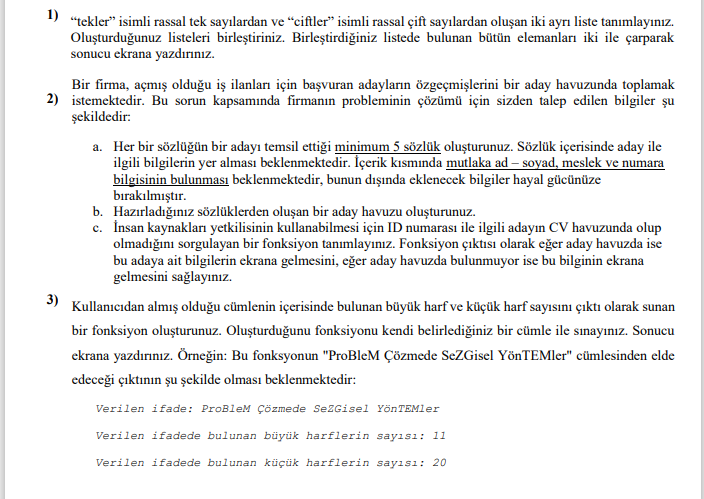 1) “tekler” isimli rassal tek sayılardan ve “ciftler” isimli rassal çift sayılardan oluşan iki ayrı liste tanımlayınız.
Oluşturduğunuz listeleri birleştiriniz. Birleştirdiğiniz listede bulunan bütün elemanları iki ile çarparak
sonucu ekrana yazdırınız.
Bir firma, açmış olduğu iş ilanları için başvuran adayların özgeçmişlerini bir aday havuzunda toplamak
2) istemektedir. Bu sorun kapsamında firmanın probleminin çözümü için sizden talep edilen bilgiler şu
şekildedir:
a. Her bir sözlüğün bir adayı temsil ettiği minimum 5 sözlük oluşturunuz. Sözlük içerisinde aday ile
ilgili bilgilerin yer alması beklenmektedir. İçerik kısmında mutlaka ad – soyad, meslek ve numara
bilgisinin bulunması beklenmektedir, bunun dışında eklenecek bilgiler hayal gücünüze
bırakılmıştır.
b. Hazırladığınız sözlüklerden oluşan bir aday havuzu oluşturunuz.
c. İnsan kaynakları yetkilisinin kullanabilmesi için ID numarası ile ilgili adayın CV havuzunda olup
olmadığını sorgulayan bir fonksiyon tanımlayınız. Fonksiyon çıktısı olarak eğer aday havuzda ise
bu adaya ait bilgilerin ekrana gelmesini, eğer aday havuzda bulunmuyor ise bu bilginin ekrana
gelmesini sağlayınız.
3) Kullanıcıdan almış olduğu cümlenin içerisinde bulunan büyük harf ve küçük harf sayısını çıktı olarak sunan
bir fonksiyon oluşturunuz. Oluşturduğunu fonksiyonu kendi belirlediğiniz bir cümle ile sınayınız. Sonucu
ekrana yazdırınız. Örneğin: Bu fonksyonun "ProBleM Çözmede SeZGisel YönTEMler" cümlesinden elde
edeceği çıktının şu şekilde olması beklenmektedir:
Verilen ifade: ProBleM Çözmede SeZGisel YönTEMler
Verilen ifadede bulunan büyük harflerin sayısı: 11
Verilen ifadede bulunan küçük harflerin sayısı: 20